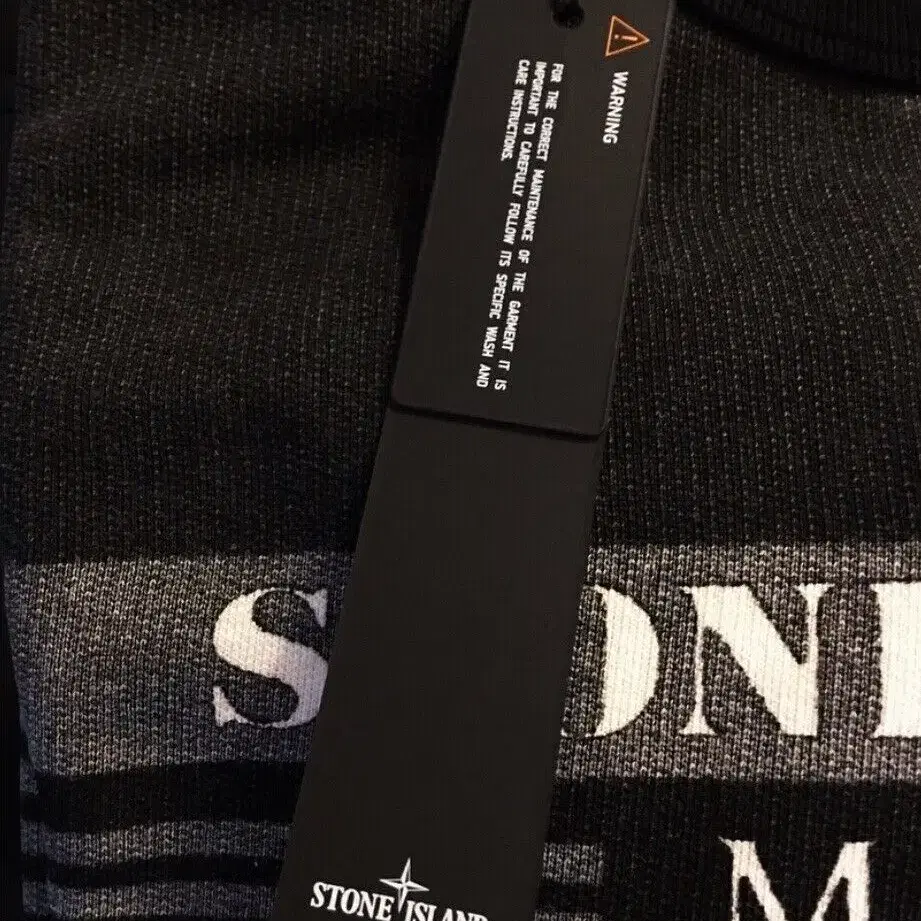 WARNING
FOR THE CORRECT MAINTENANCE OF THE GARMENT IT IS
IMPORTANT TO CAREFULLY FOLLOW ITS SPECIFIC WASH AND
CARE INSTRUCTIONS.
S ON
M
STONE ISLAND